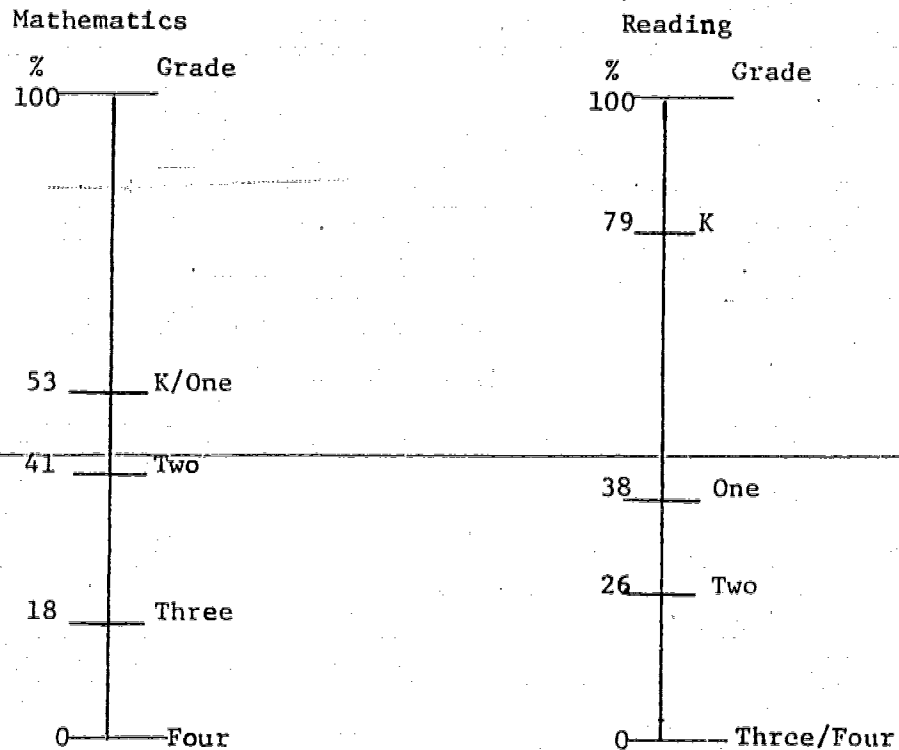 Mathematics
% Grade
100
53 K/One
41 Two
18 Three
0 Four
Reading
% Grade
100
79 K
38 One
26 Two
0 Three/Four